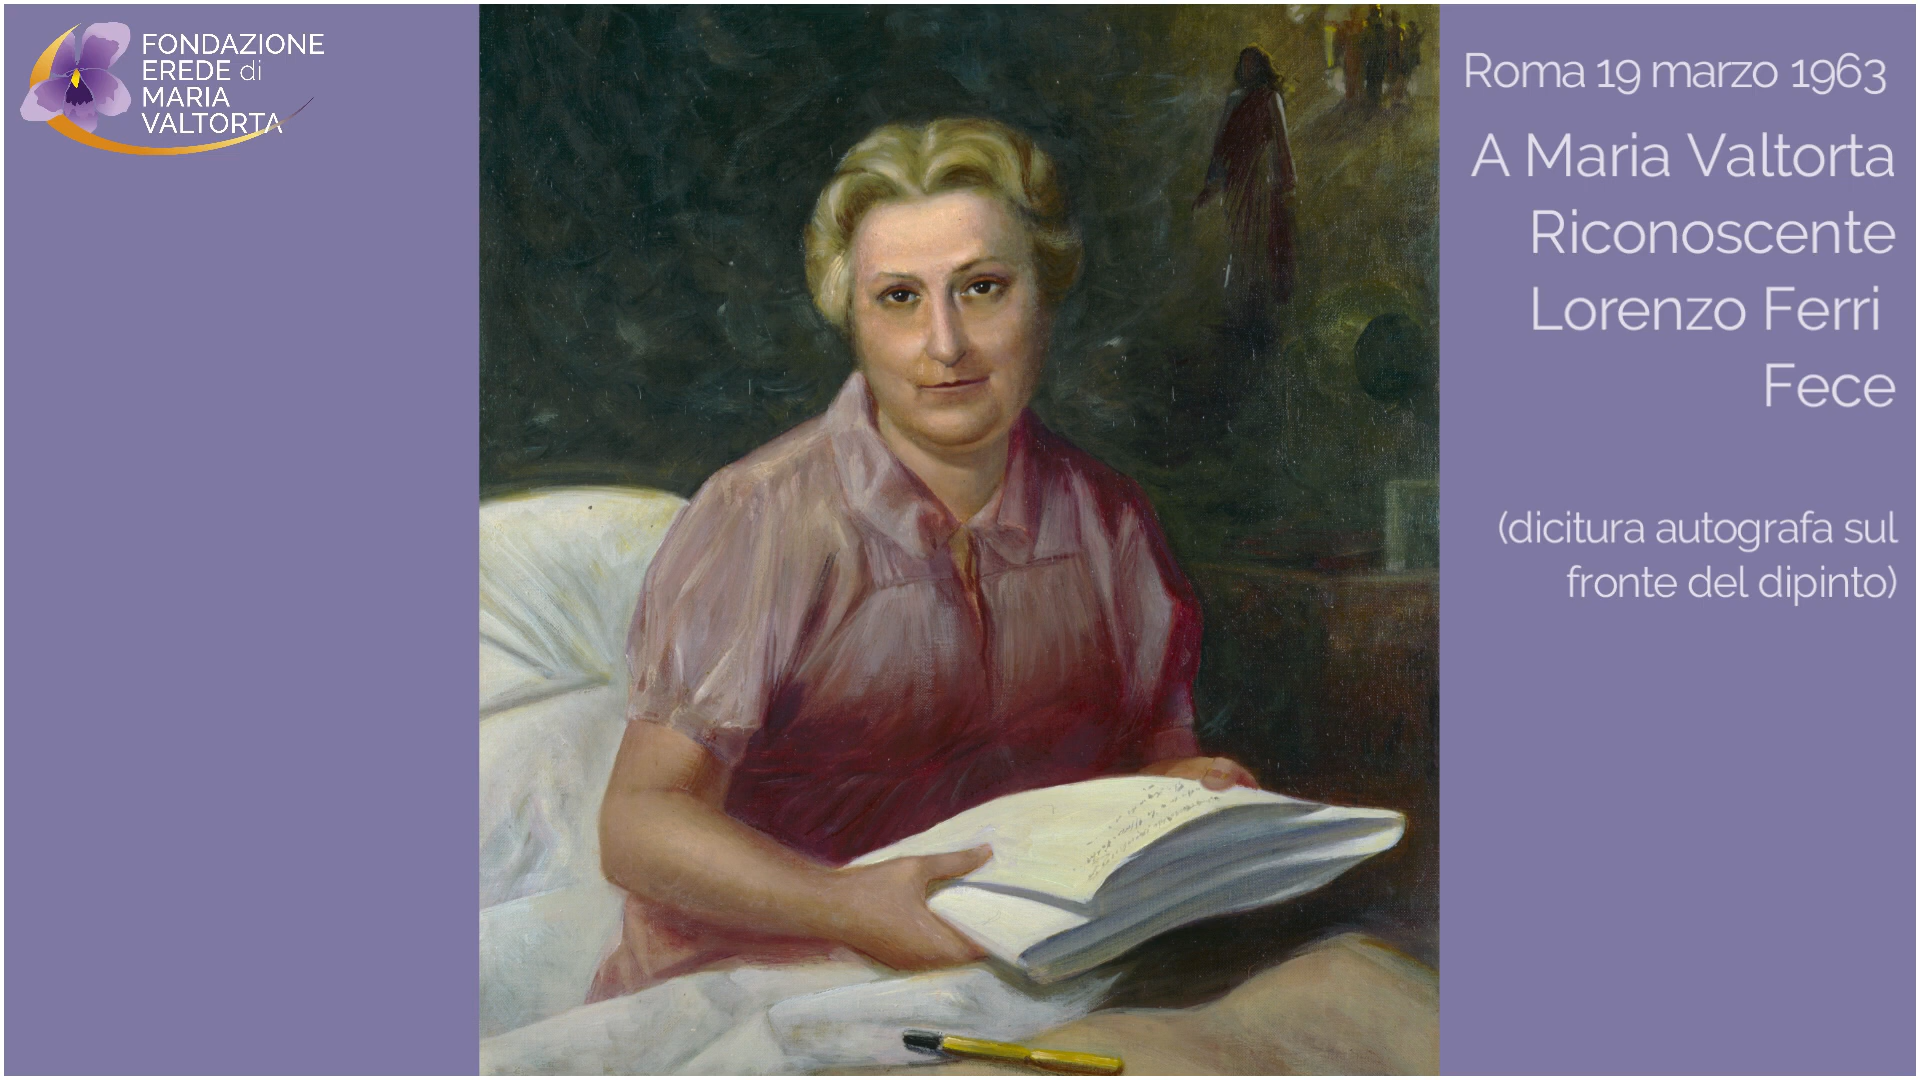 FONDAZIONE
EREDE di
MARIA
VALTORTA
Roma 19 marzo 1963
A Maria Valtorta
Riconoscente
Lorenzo Ferri
Fece
(dicitura autografa sul
fronte del dipinto)